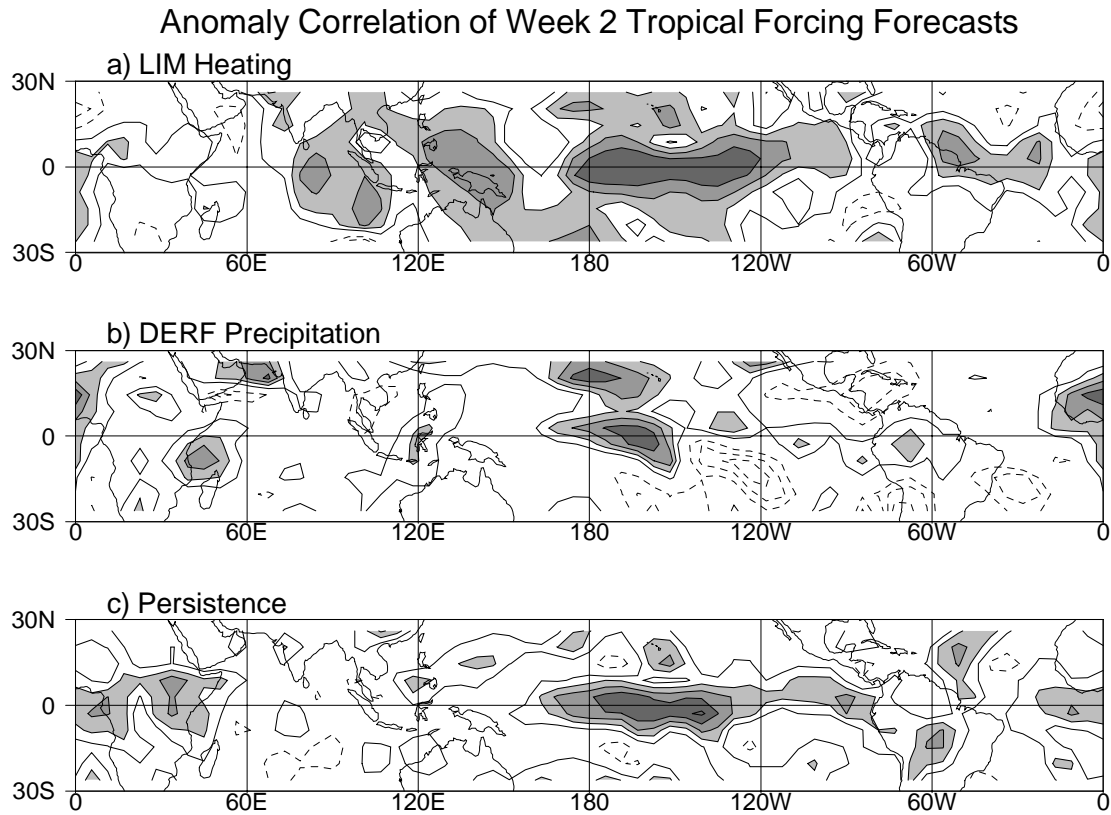 Anomaly Correlation of Week 2 Tropical Forcing Forecasts
a) LIM Heating
30N
0
30S
0 60E 120E 180 120W 60W 0
b) DERF Precipitation
30N
0
30S
0 60E 120E 180 120W 60W 0
c) Persistence
30N
0
30S
0 60E 120E 180 120W 60W 0